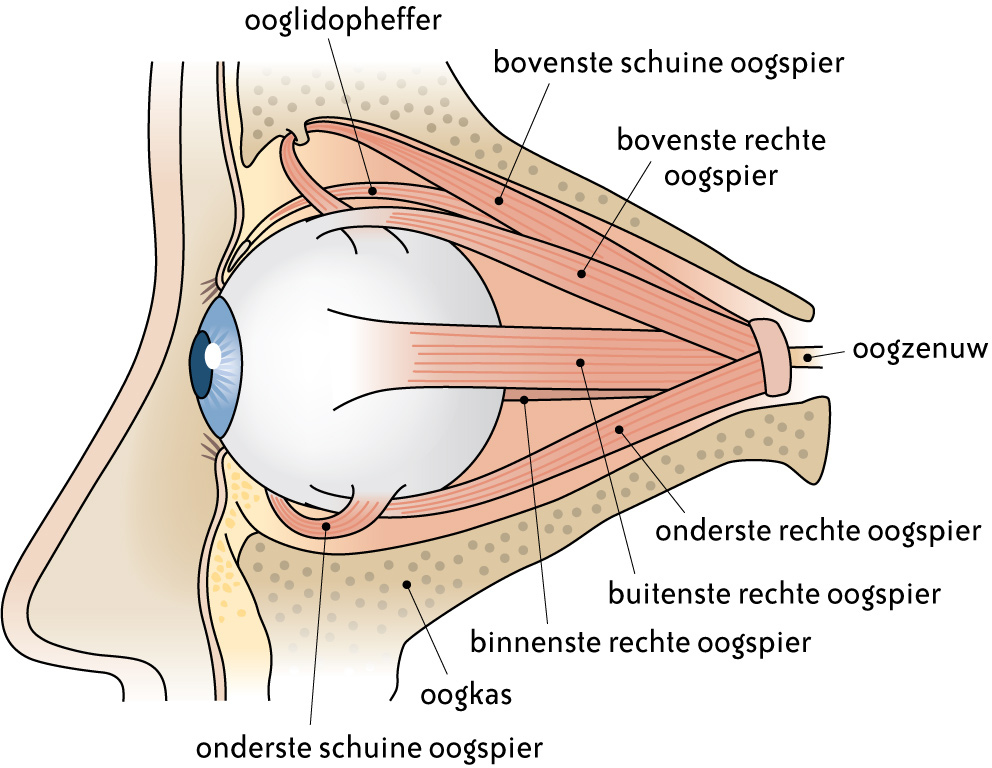 ooglidopheffer
bovenste schuine oogspier
bovenste rechte
oogspier
oogzenuw
onderste rechte oogspier
buitenste rechte oogspier
binnenste rechte oogspier
oogkas
onderste schuine oogspier